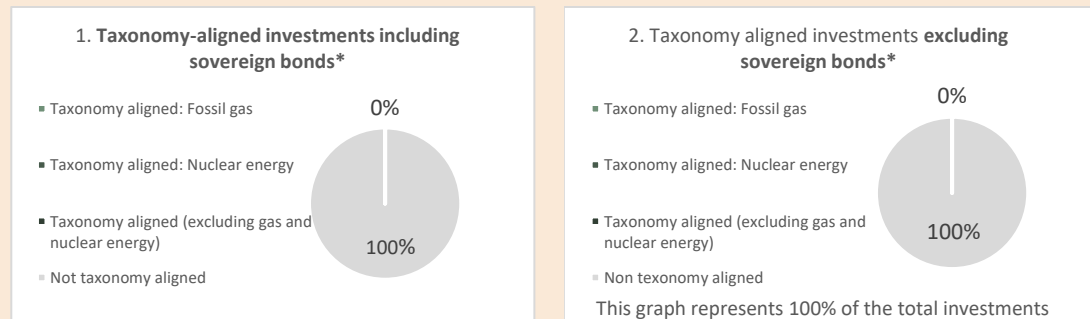 1. Taxonomy-aligned investments including
sovereign bonds*
Taxonomy aligned: Fossil gas
0%
Taxonomy aligned: Nuclear energy
Taxonomy aligned (excluding gas and
nuclear energy)
100%
Not taxonomy aligned
2. Taxonomy aligned investments excluding
sovereign bonds*
Taxonomy aligned: Fossil gas
0%
Taxonomy aligned: Nuclear energy
Taxonomy aligned (excluding gas and
nuclear energy)
100%
Non texonomy aligned
This graph represents 100% of the total investments